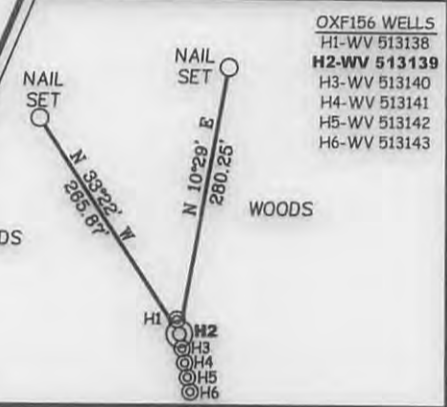 OXF156 WELLS
H1-WV 513138
H2-WV 513139
H3-WV 513140
H4-WV 513141
H5-WV 513142
H6-WV 513143
NAIL
SET
NAIL
SET
N 33°22' W
265.87'
N 10°29' E
280.25'
WOODS
DS
H1
H2
H3
H4
H5
H6